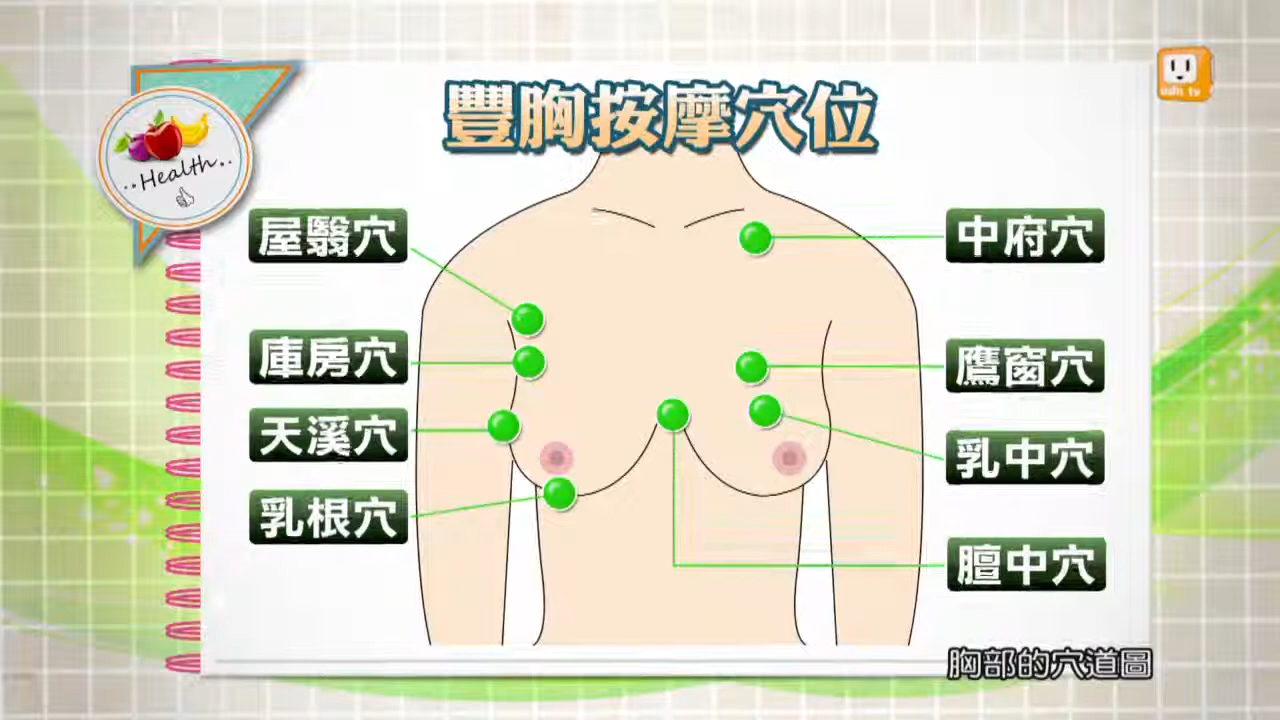 豐胸按摩穴位
udn tv
..Health..
屋翳穴
庫房穴
天溪穴
乳根穴
中府穴
鷹窗穴
乳中穴
膻中穴
胸部的穴道圖